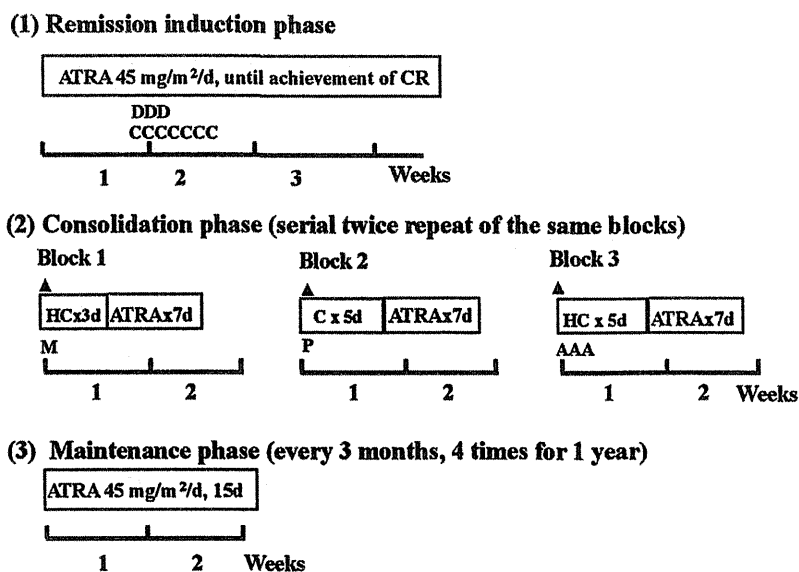 (1) Remission induction phase
ATRA 45 mg/m²/d, until achievement of CR
DDD
CCCCCCC
1 2 3 Weeks
(2) Consolidation phase (serial twice repeat of the same blocks)
Block 1 Block 2 Block 3
HCx3d ATRAx7d C x 5d ATRAx7d HC x 5d ATRAx7d
M P AAA
1 2 1 2 1 2 Weeks
(3) Maintenance phase (every 3 months, 4 times for 1 year)
ATRA 45 mg/m²/d, 15d
1 2 Weeks